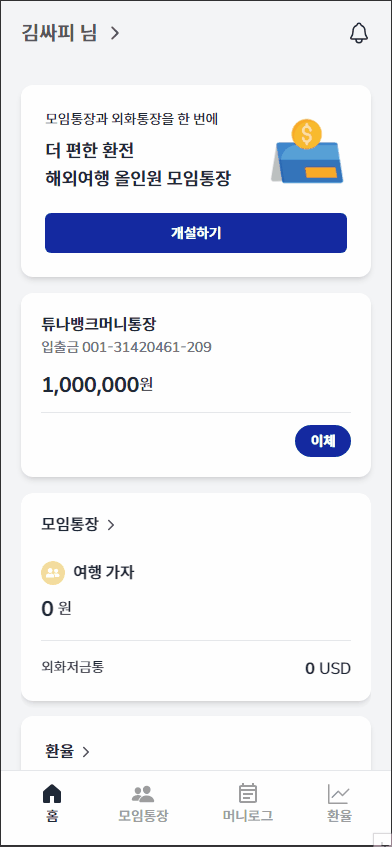 김싸피 님
모임통장과 외화통장을 한 번에
더 편한 환전
해외여행 올인원 모임통장
개설하기
튜나뱅크머니통장
입출금 001-31420461-209
1,000,000원
이체
모임통장
여행 가자
0 원
외화저금통 0 USD
환율
홈 모임통장 머니로그 환율